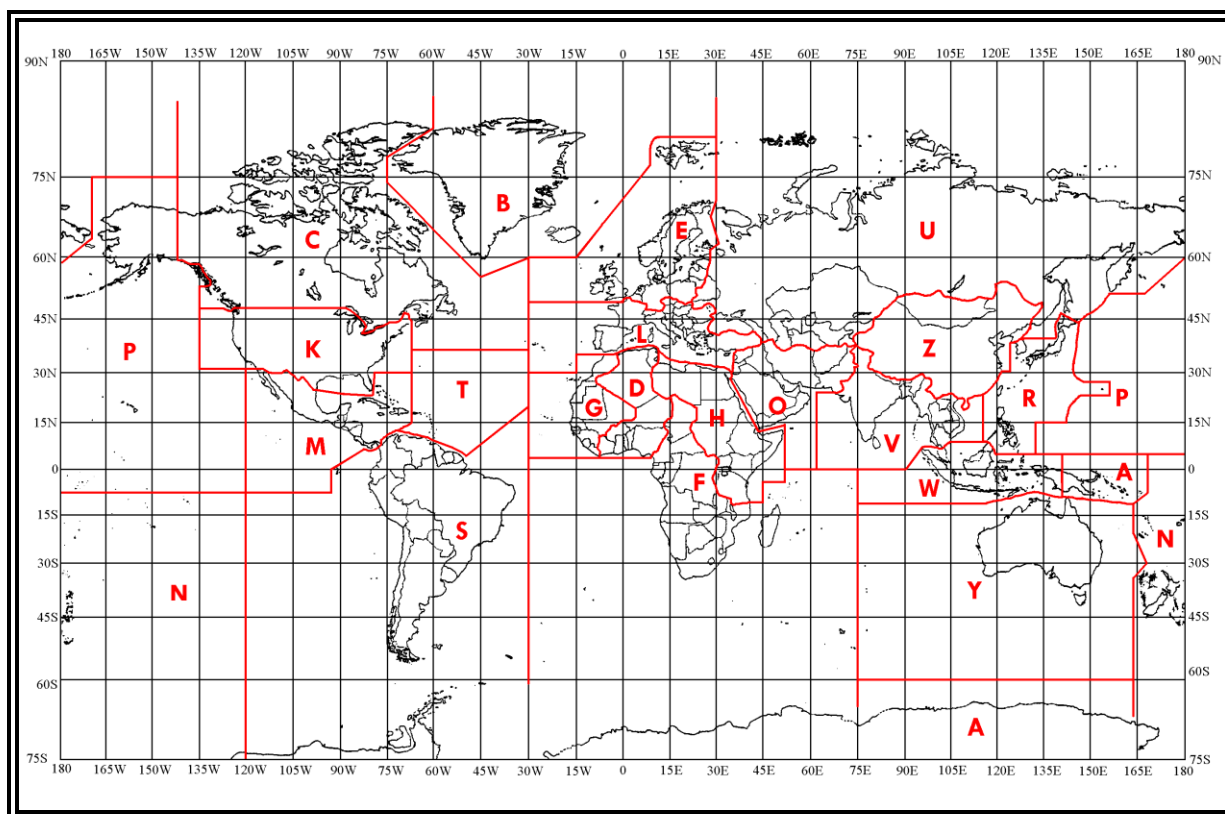 180 165W 150W 135W 120W 105W 90W 75W 60W 45W 30W 15W 0 15E 30E 45E 60E 75E 90E 105E 120E 135E 150E 165E 180
90N 90N
75N 75N
B
E
U
C
60N 60N
45N 45N
L
K
Z
P
30N 30N
D
T
G
O
R
P
H
15N 15N
M
V
0 0
A
F
W
15S 15S
S
N
30S 30S
N
Y
45S 45S
60S 60S
A
75S 75S
180 165W 150W 135W 120W 105W 90W 75W 60W 45W 30W 15W 0 15E 30E 45E 60E 75E 90E 105E 120E 135E 150E 165E 180